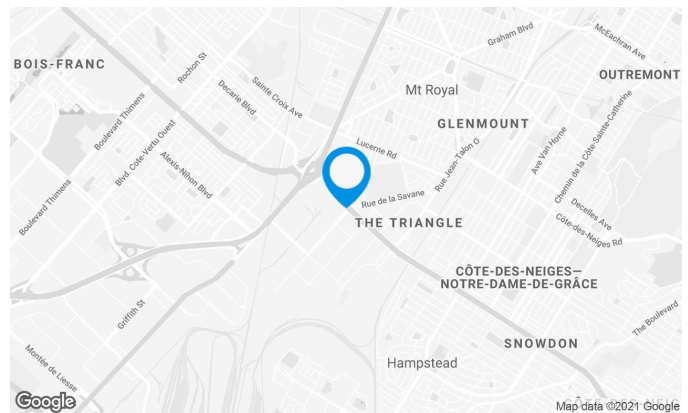 Graham Blvd
McEachran Ave
BOIS-FRANC
Rochon St
OUTREMONT
Sainte Croix Ave
Decarie Blvd
Mt Royal
Boulevard Thimens
GLENMOUNT
Lucerne Rd
Rue Jean-Talon O
Ave Van Horne
Chemin de la Côte-Sainte-Catherine
Blvd. Cote-Vertu Ouest
Alexis-Nihon Blvd
Boulevard Thimens
Rue de la Savane
Decelles Ave
THE TRIANGLE
Côte-des-Neiges Rd
CÔTE-DES-NEIGES—
NOTRE-DAME-DE-GRÂCE
Griffith St
The Boulevard
SNOWDON
Montée de Liesse
Hampstead
Google
Map data ©2021 Google